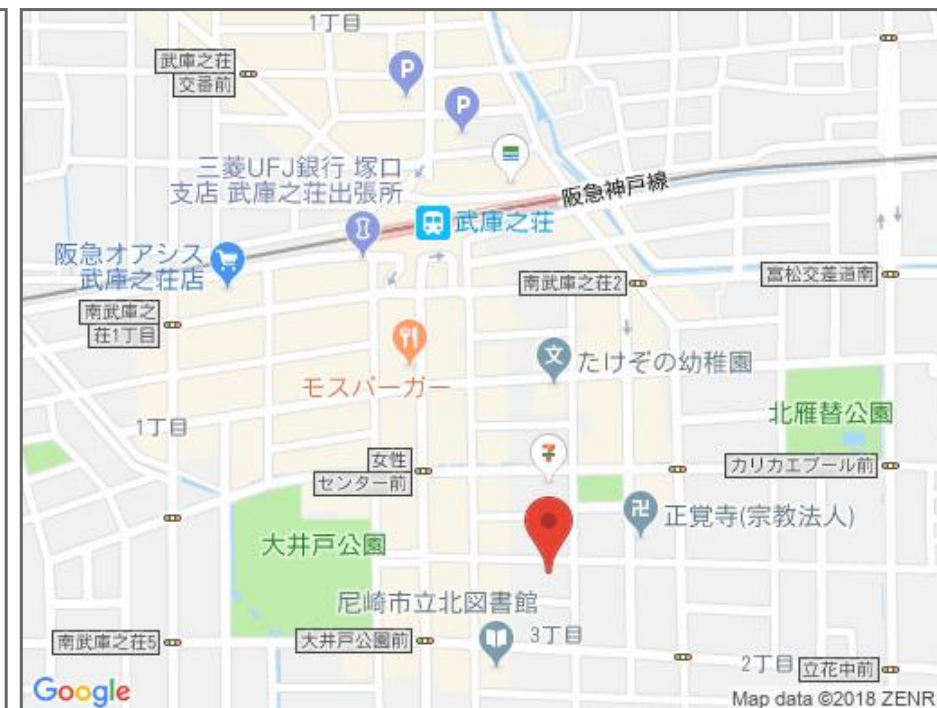 1丁目
武庫之荘
交番前
P
P
三菱UFJ銀行 塚口
支店 武庫之荘出張所
阪急神戸線
武庫之荘
阪急オアシス
武庫之荘店
南武庫之荘2
富松交差道南
南武庫之
荘1丁目
モスバーガー
文
たけぞの幼稚園
北雁替公園
1丁目
女性
センター前
7
カリカエプール前
卍
正覚寺(宗教法人)
大井戸公園
尼崎市立北図書館
南武庫之荘5
大井戸公園前
3丁目
2丁目
立花中前
Google
Map data ©2018 ZENR